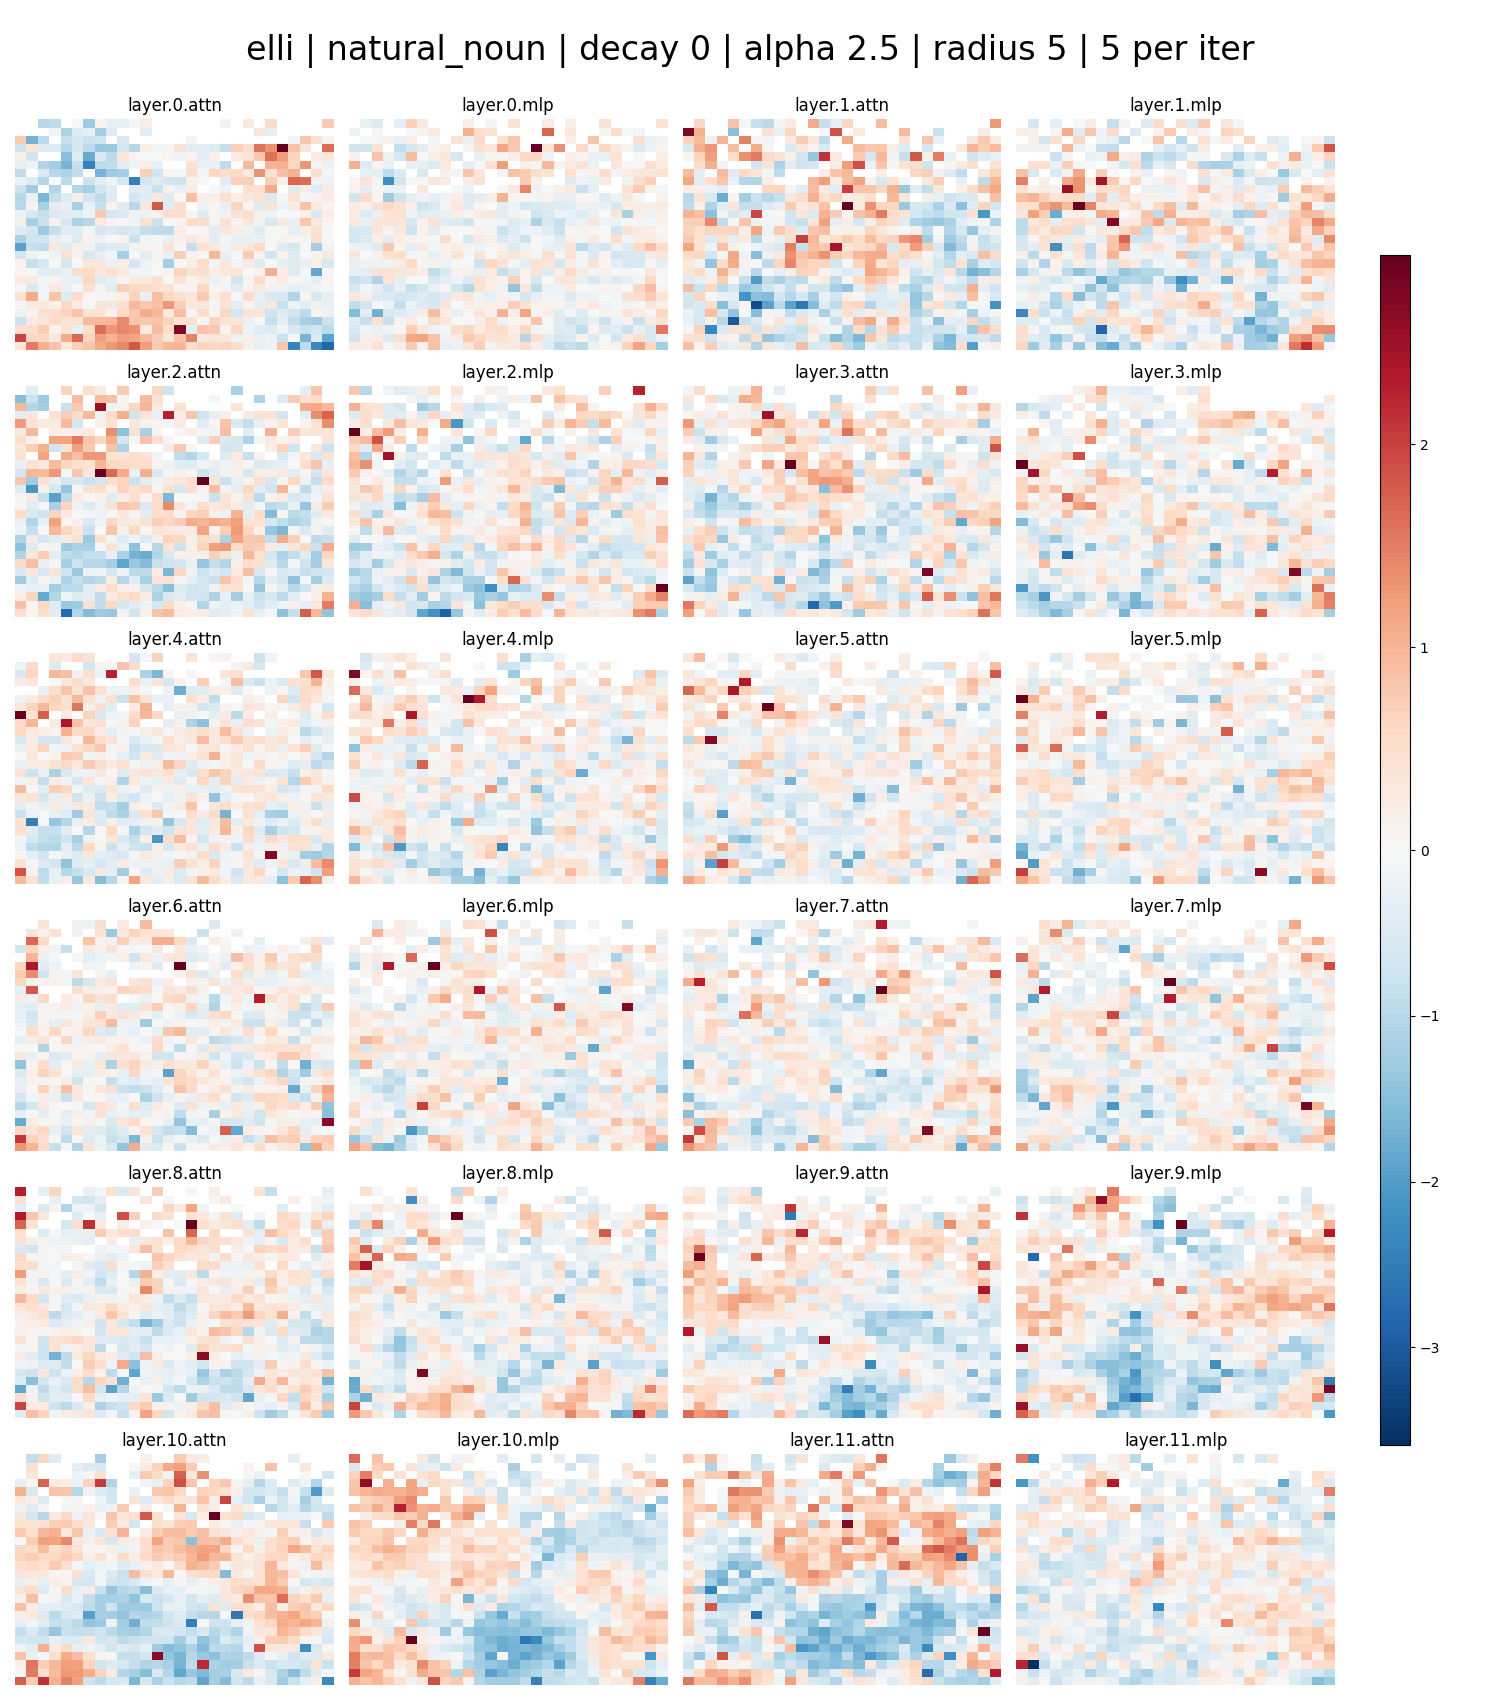 elli | natural_noun | decay 0 | alpha 2.5 | radius 5 | 5 per iter
layer.0.attn layer.0.mlp layer.1.attn layer.1.mlp
layer.2.attn layer.2.mlp layer.3.attn layer.3.mlp
layer.4.attn layer.4.mlp layer.5.attn layer.5.mlp
layer.6.attn layer.6.mlp layer.7.attn layer.7.mlp
layer.8.attn layer.8.mlp layer.9.attn layer.9.mlp
layer.10.attn layer.10.mlp layer.11.attn layer.11.mlp
2
1
0
−1
−2
−3